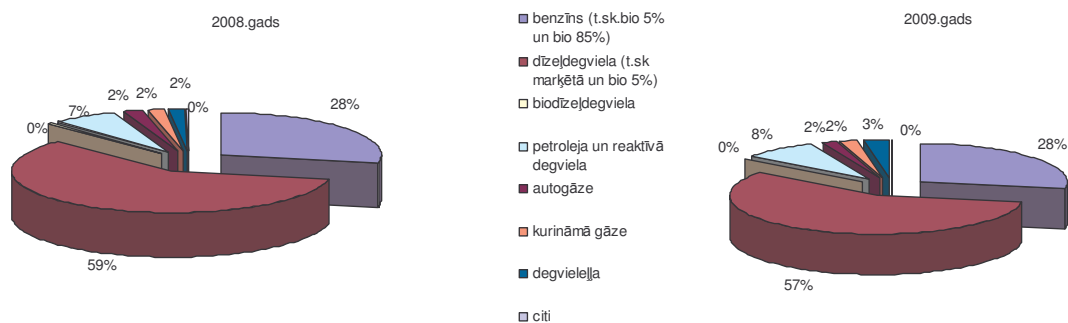 2008.gads
28%
59%
0%
7%
2%
2%
2%
0%
benzīns (t.sk.bio 5%
un bio 85%)
dīzeļdegviela (t.sk
marķētā un bio 5%)
biodīzeļdegviela
petroleja un reaktīvā
degviela
autogāze
kurināmā gāze
degvieleļļa
citi
2009.gads
28%
57%
0%
8%
2%
2%
3%
0%